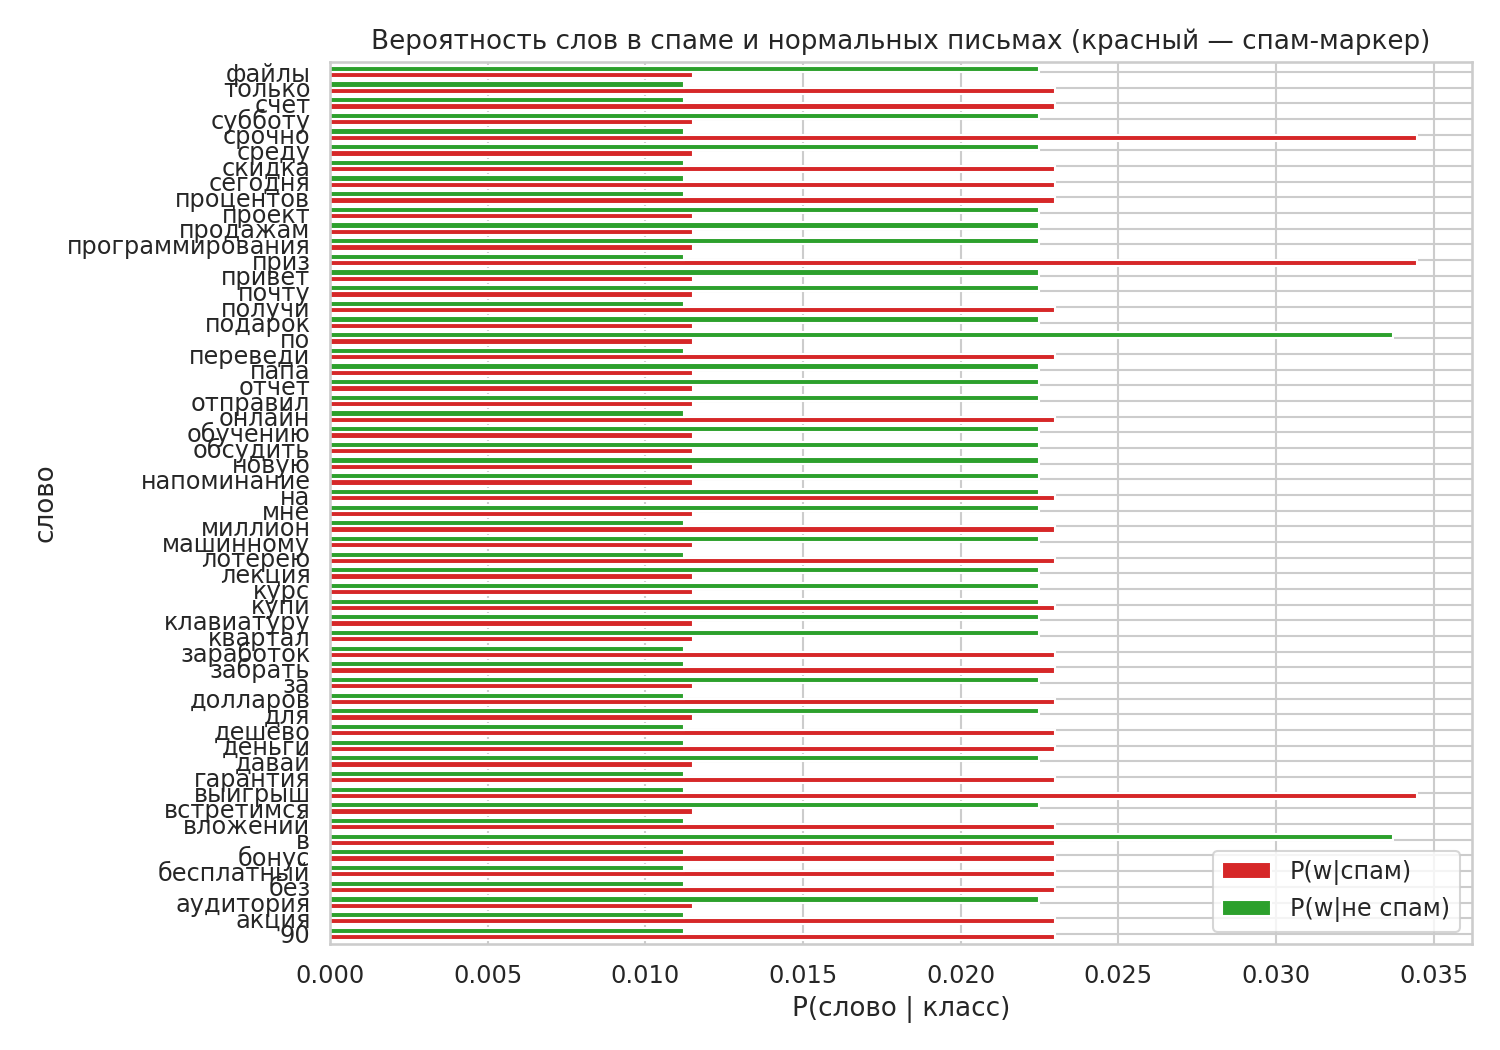 Вероятность слов в спаме и нормальных письмах (красный — спам-маркер)
файлы
только
счет
субботу
срочно
среду
скидка
сегодня
процентов
проект
продажам
программирования
приз
привет
почту
получи
подарок
по
переведи
папа
отчет
отправил
онлайн
обучению
обсудить
новую
напоминание
на
мне
миллион
машинному
лотерею
лекция
курс
купи
клавиатуру
квартал
заработок
забрать
за
долларов
для
дешево
деньги
давай
гарантия
выигрыш
встретимся
вложений
в
бонус
бесплатный
без
аудитория
акция
90
слово
P(w|спам)
P(w|не спам)
0.000 0.005 0.010 0.015 0.020 0.025 0.030 0.035
P(слово | класс)